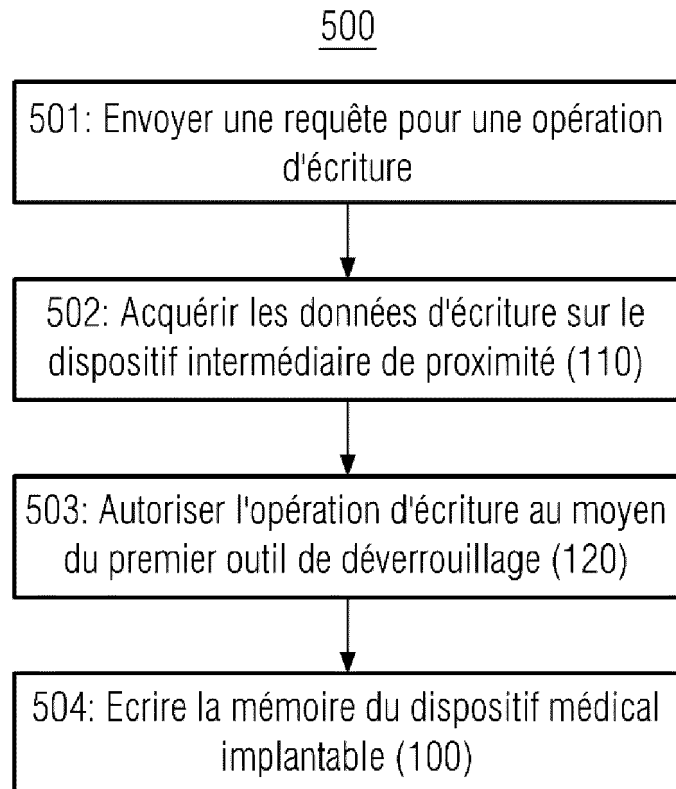 500
501: Envoyer une requête pour une opération
d'écriture
502: Acquérir les données d'écriture sur le
dispositif intermédiaire de proximité (110)
503: Autoriser l'opération d'écriture au moyen
du premier outil de déverrouillage (120)
504: Ecrire la mémoire du dispositif médical
implantable (100)